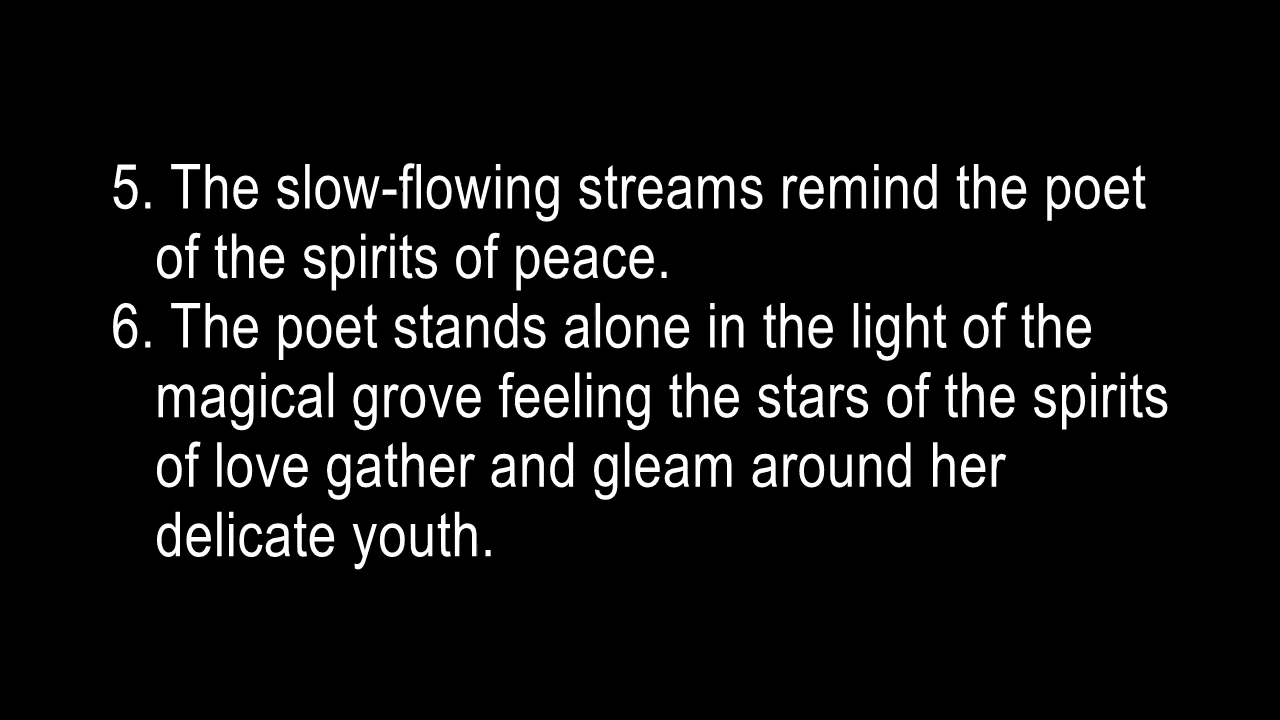 5. The slow-flowing streams remind the poet
of the spirits of peace.
6. The poet stands alone in the light of the
magical grove feeling the stars of the spirits
of love gather and gleam around her
delicate youth.